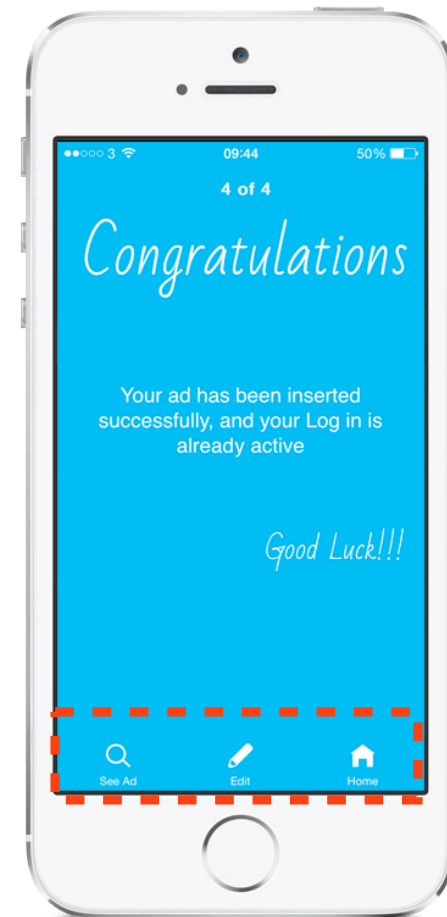 3 09:44 50%
4 of 4
Congratulations
Your ad has been inserted
successfully, and your Log in is
already active
Good Luck!!!
See Ad Edit Home